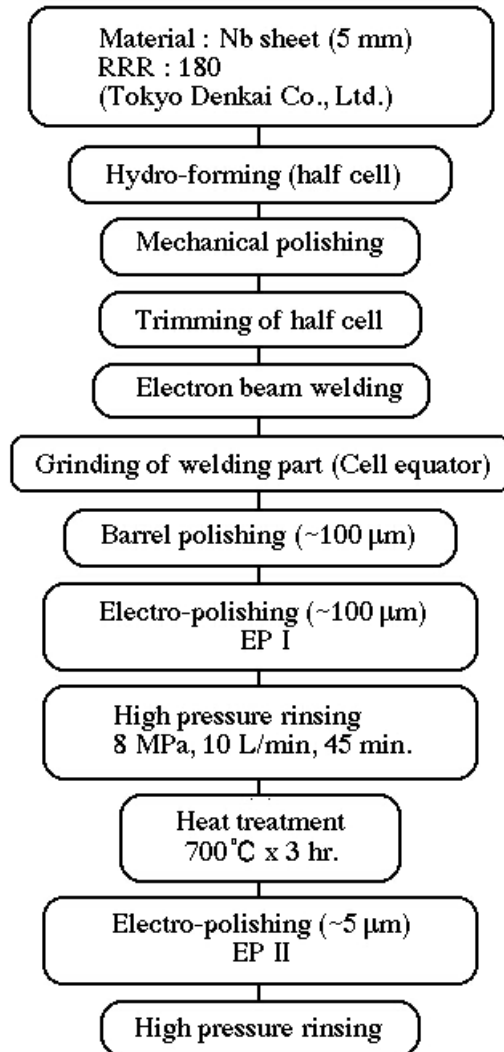 Material : Nb sheet (5 mm)
RRR : 180
(Tokyo Denkai Co., Ltd.)
Hydro-forming (half cell)
Mechanical polishing
Trimming of half cell
Electron beam welding
Grinding of welding part (Cell equator)
Barrel polishing (~100 μm)
Electro-polishing (~100 μm)
EP I
High pressure rinsing
8 MPa, 10 L/min, 45 min.
Heat treatment
700℃ x 3 hr.
Electro-polishing (~5 μm)
EP II
High pressure rinsing